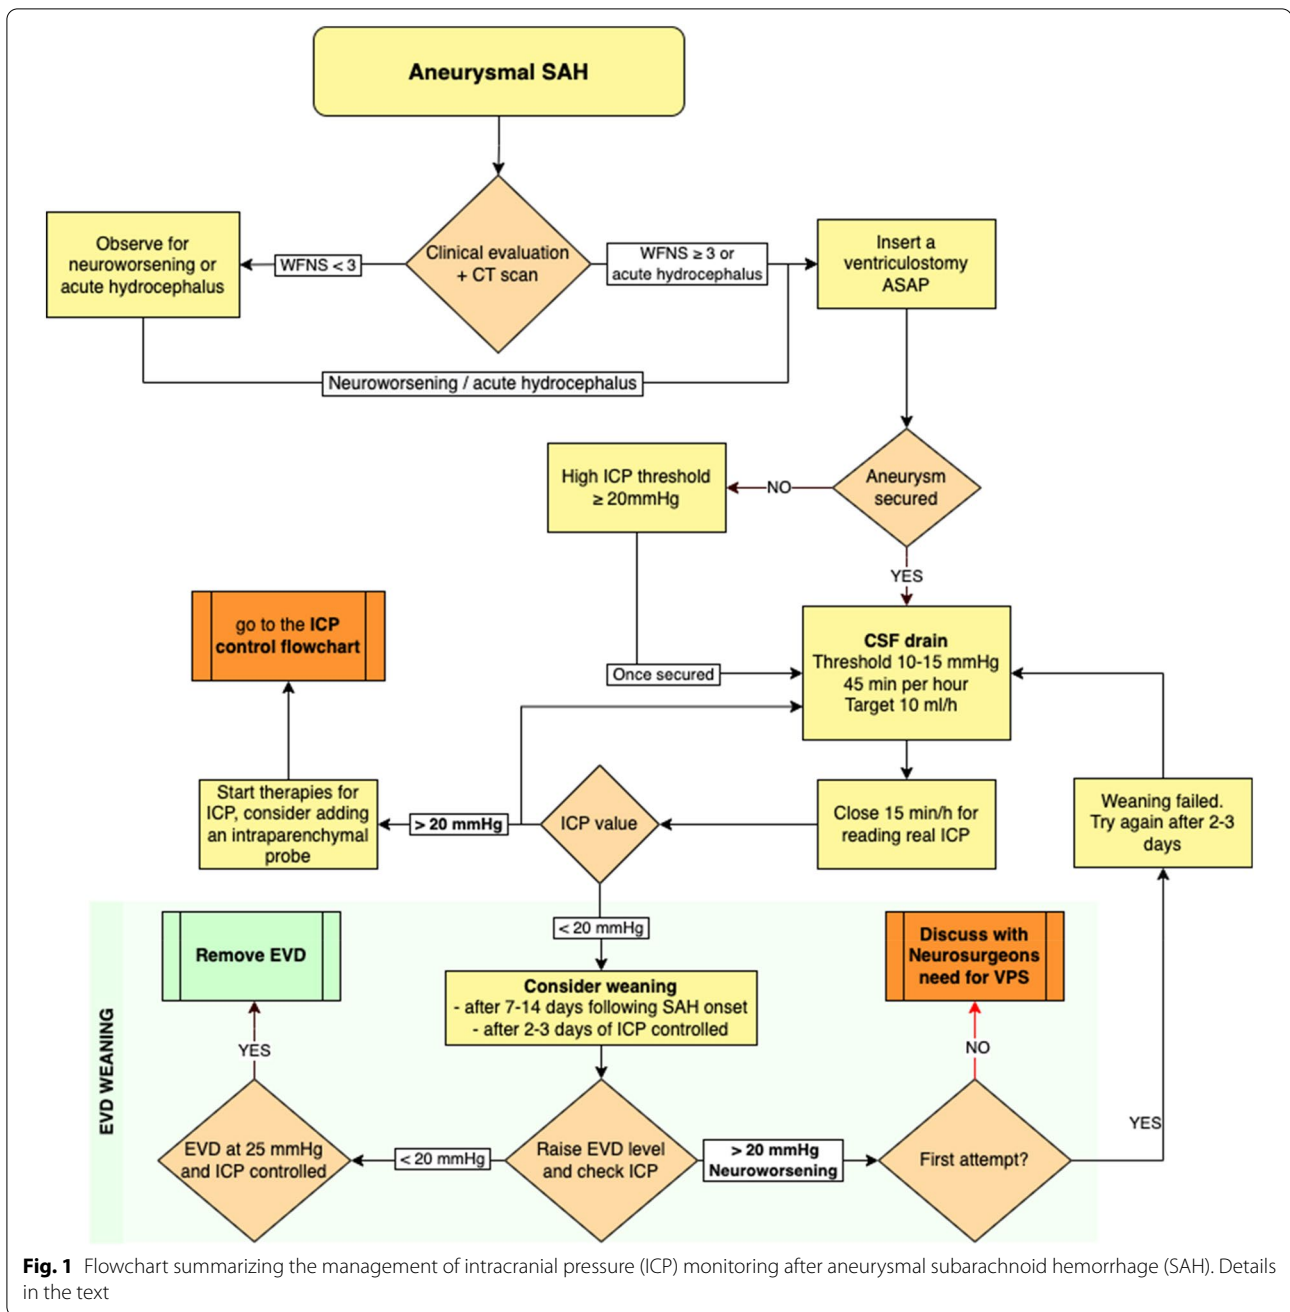 Aneurysmal SAH
Clinical evaluation
+ CT scan
WFNS < 3
Observe for
neuroworsening or
acute hydrocephalus
WFNS ≥ 3 or
acute hydrocephalus
Insert a
ventriculostomy
ASAP
Neuroworsening / acute hydrocephalus
Aneurysm
secured
NO
High ICP threshold
≥ 20mmHg
YES
Once secured
CSF drain
Threshold 10-15 mmHg
45 min per hour
Target 10 ml/h
go to the ICP
control flowchart
Start therapies for
ICP, consider adding
an intraparenchymal
probe
> 20 mmHg
ICP value
Close 15 min/h for
reading real ICP
Weaning failed.
Try again after 2-3
days
< 20 mmHg
EVD WEANING
Remove EVD
Consider weaning
- after 7-14 days following SAH onset
- after 2-3 days of ICP controlled
Discuss with
Neurosurgeons
need for VPS
YES
NO
YES
EVD at 25 mmHg
and ICP controlled
< 20 mmHg
Raise EVD level
and check ICP
> 20 mmHg
Neuroworsening
First attempt?
Fig. 1 Flowchart summarizing the management of intracranial pressure (ICP) monitoring after aneurysmal subarachnoid hemorrhage (SAH). Details
in the text